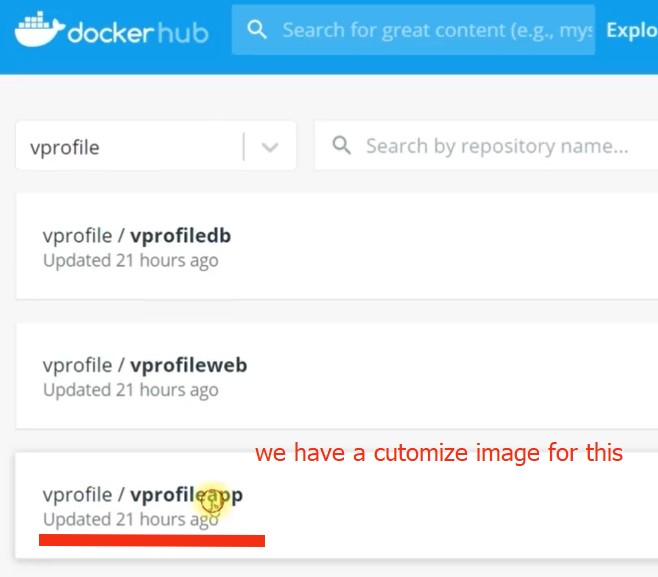 dockerhub
Search for great content (e.g., mys
Explo
vprofile
Search by repository name...
vprofile / vprofiledb
Updated 21 hours ago
vprofile / vprofileweb
Updated 21 hours ago
we have a cutomize image for this
vprofile / vprofileapp
Updated 21 hours ago